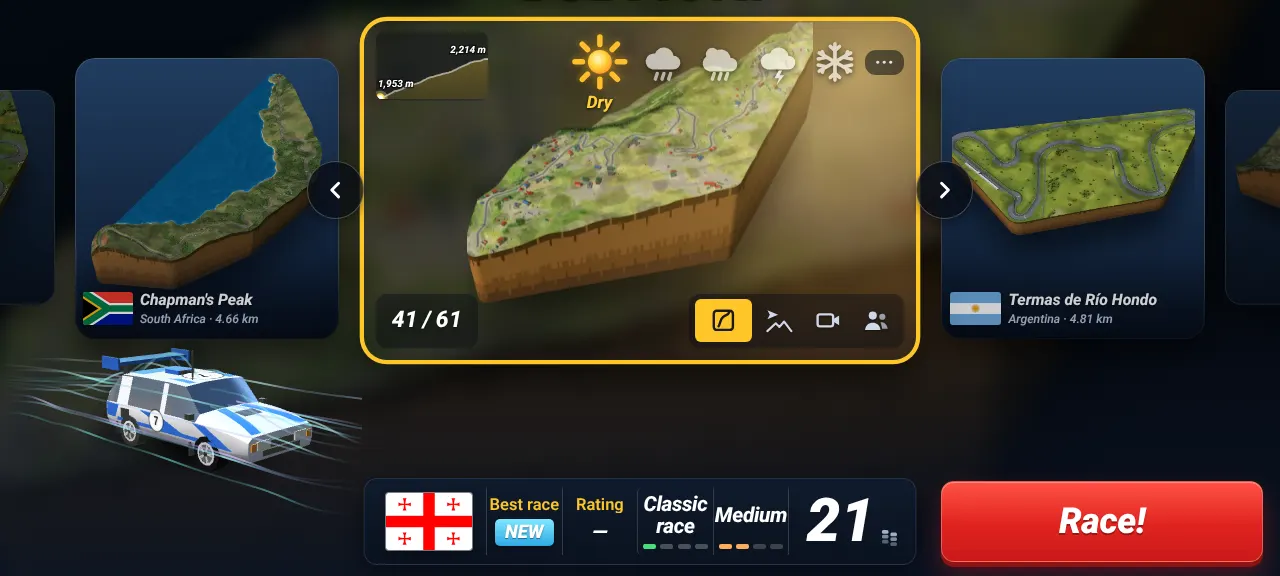 2,214 m
1,953 m
Dry
Chapman's Peak
South Africa · 4.66 km
41 / 61
Termas de Río Hondo
Argentina · 4.81 km
7
Best race
NEW
Rating
–
Classic
race
Medium
21
Race!